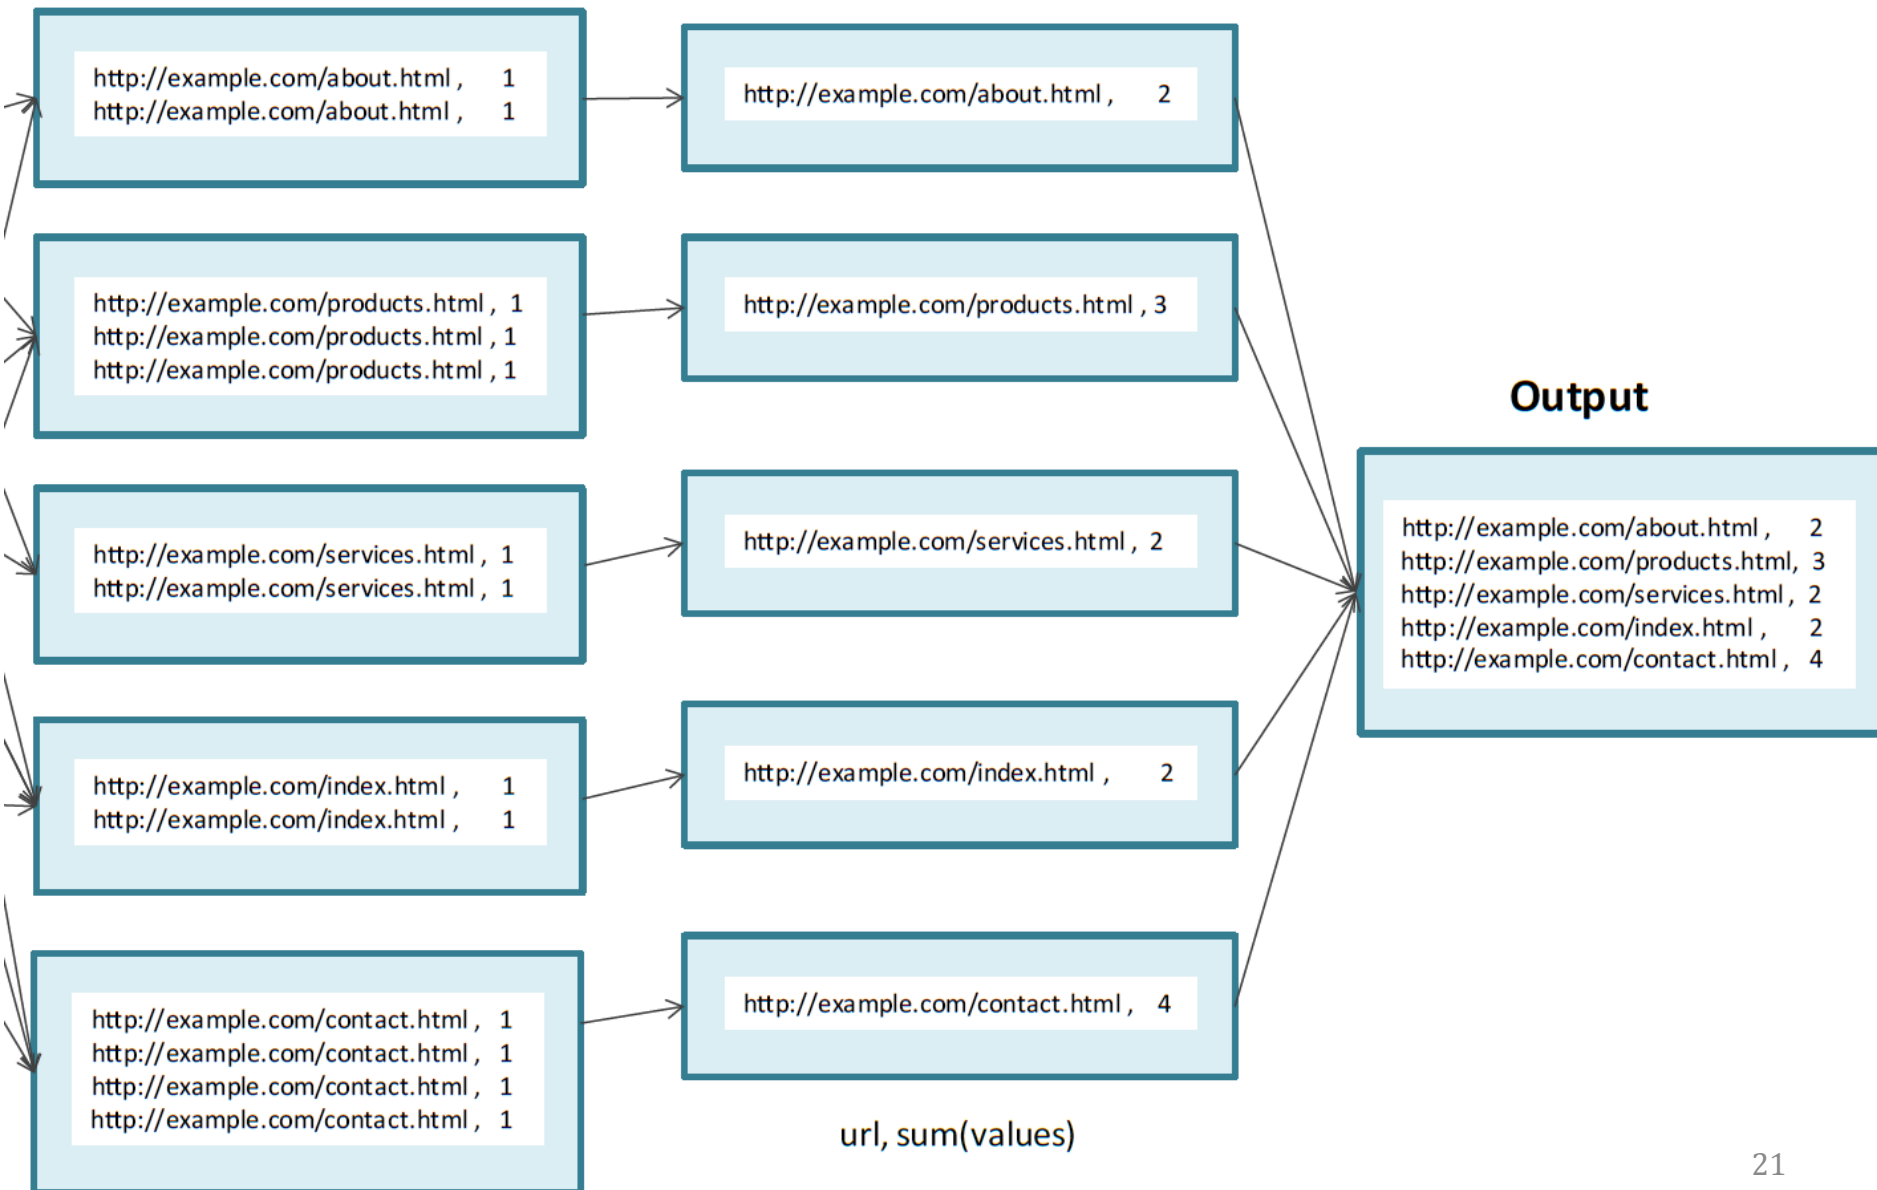 http://example.com/about.html , 1
http://example.com/about.html , 1
http://example.com/about.html , 2
http://example.com/products.html , 1
http://example.com/products.html , 1
http://example.com/products.html , 1
http://example.com/products.html , 3
http://example.com/services.html , 1
http://example.com/services.html , 1
http://example.com/services.html , 2
http://example.com/index.html , 1
http://example.com/index.html , 1
http://example.com/index.html , 2
http://example.com/contact.html , 1
http://example.com/contact.html , 1
http://example.com/contact.html , 1
http://example.com/contact.html , 1
http://example.com/contact.html , 4
url, sum(values)
Output
http://example.com/about.html , 2
http://example.com/products.html, 3
http://example.com/services.html, 2
http://example.com/index.html , 2
http://example.com/contact.html , 4
21